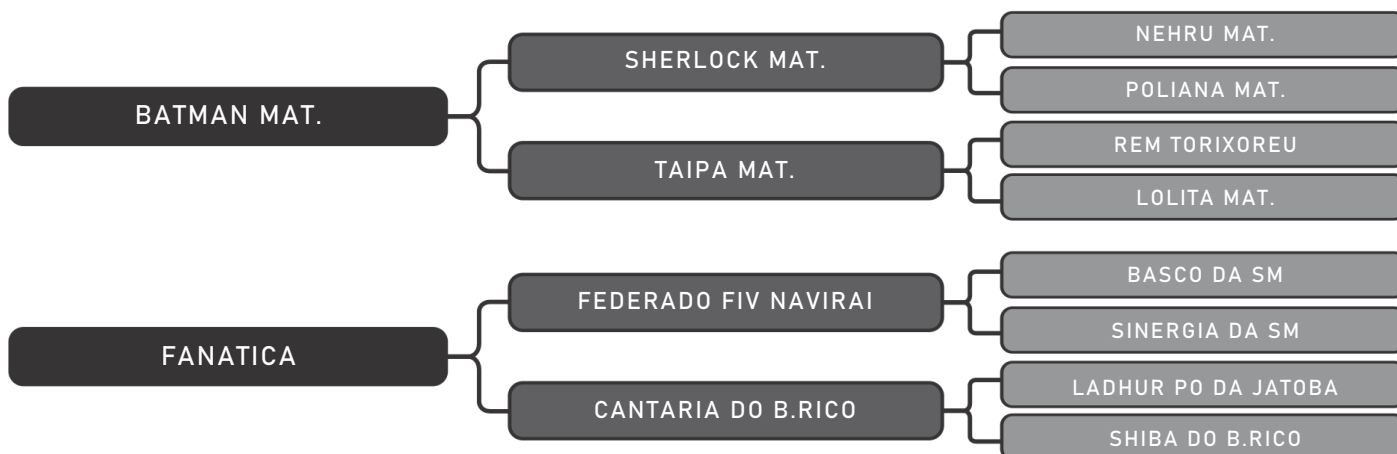 NEHRU MAT.
SHERLOCK MAT.
POLIANA MAT.
BATMAN MAT.
REM TORIXOREU
TAIPA MAT.
LOLITA MAT.
BASCO DA SM
FEDERADO FIV NAVIRAI
SINERGIA DA SM
FANATICA
LADHUR PO DA JATOBA
CANTARIA DO B.RICO
SHIBA DO B.RICO